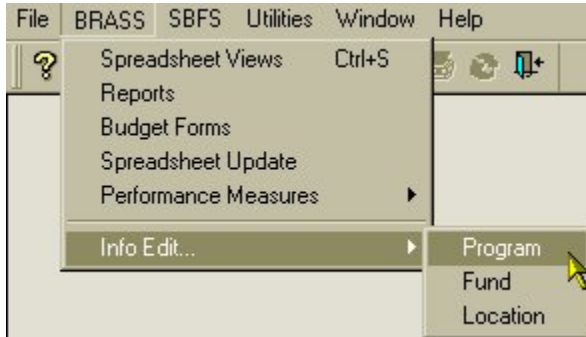 File BRASS SBFS Utilities Window Help
Spreadsheet Views Ctrl+S
Reports
Budget Forms
Spreadsheet Update
Performance Measures
Info Edit...
Program
Fund
Location